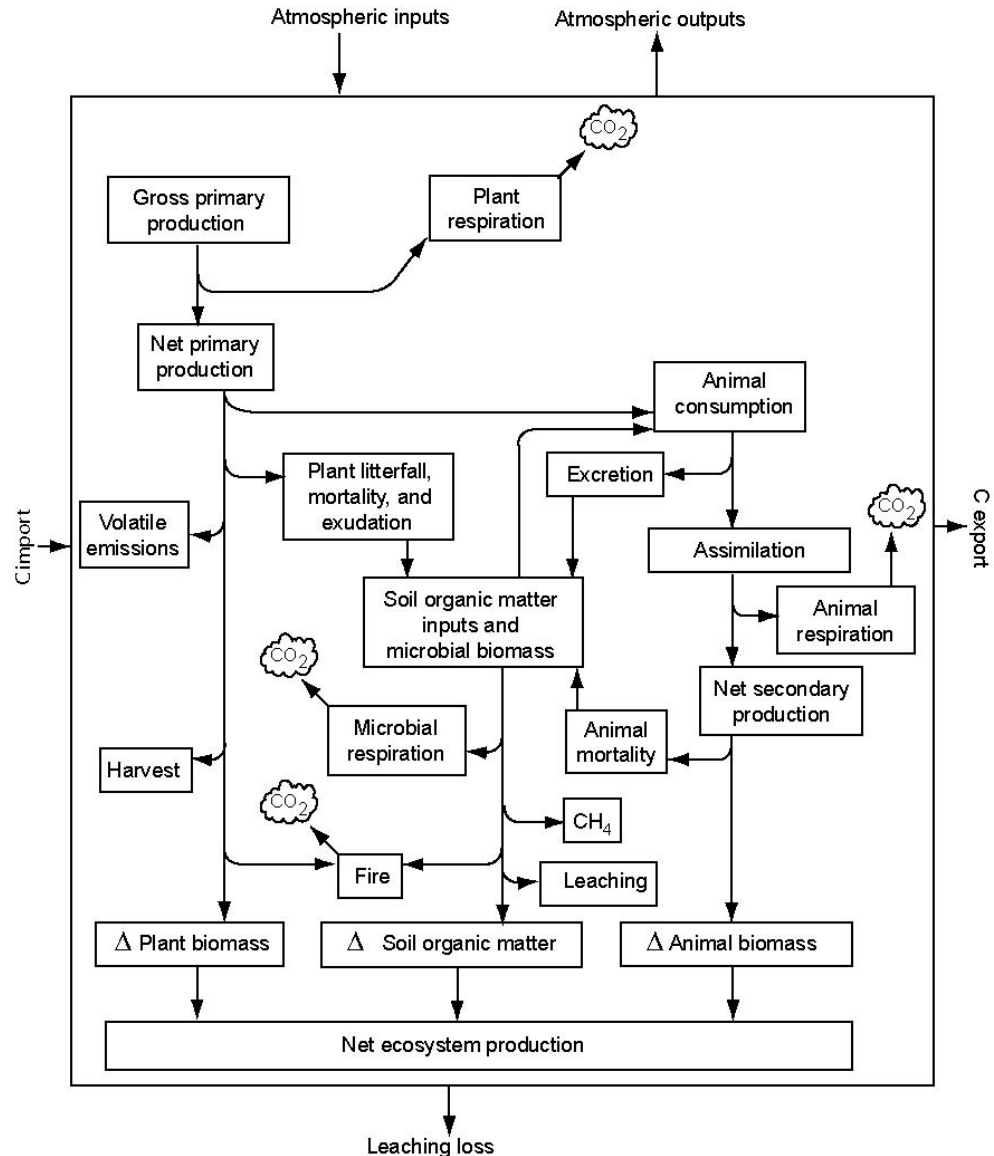 Atmospheric inputs
Atmospheric outputs
CO2
Gross primary
production
Plant
respiration
Net primary
production
Animal
consumption
Plant litterfall,
mortality, and
exudation
Excretion
CO2
Volatile
emissions
C import
C export
Assimilation
Soil organic matter
inputs and
microbial biomass
Animal
respiration
CO2
Net secondary
production
Microbial
respiration
Animal
mortality
Harvest
CO2
CH4
Fire
Leaching
Δ Plant biomass
Δ Soil organic matter
Δ Animal biomass
Net ecosystem production
Leaching loss